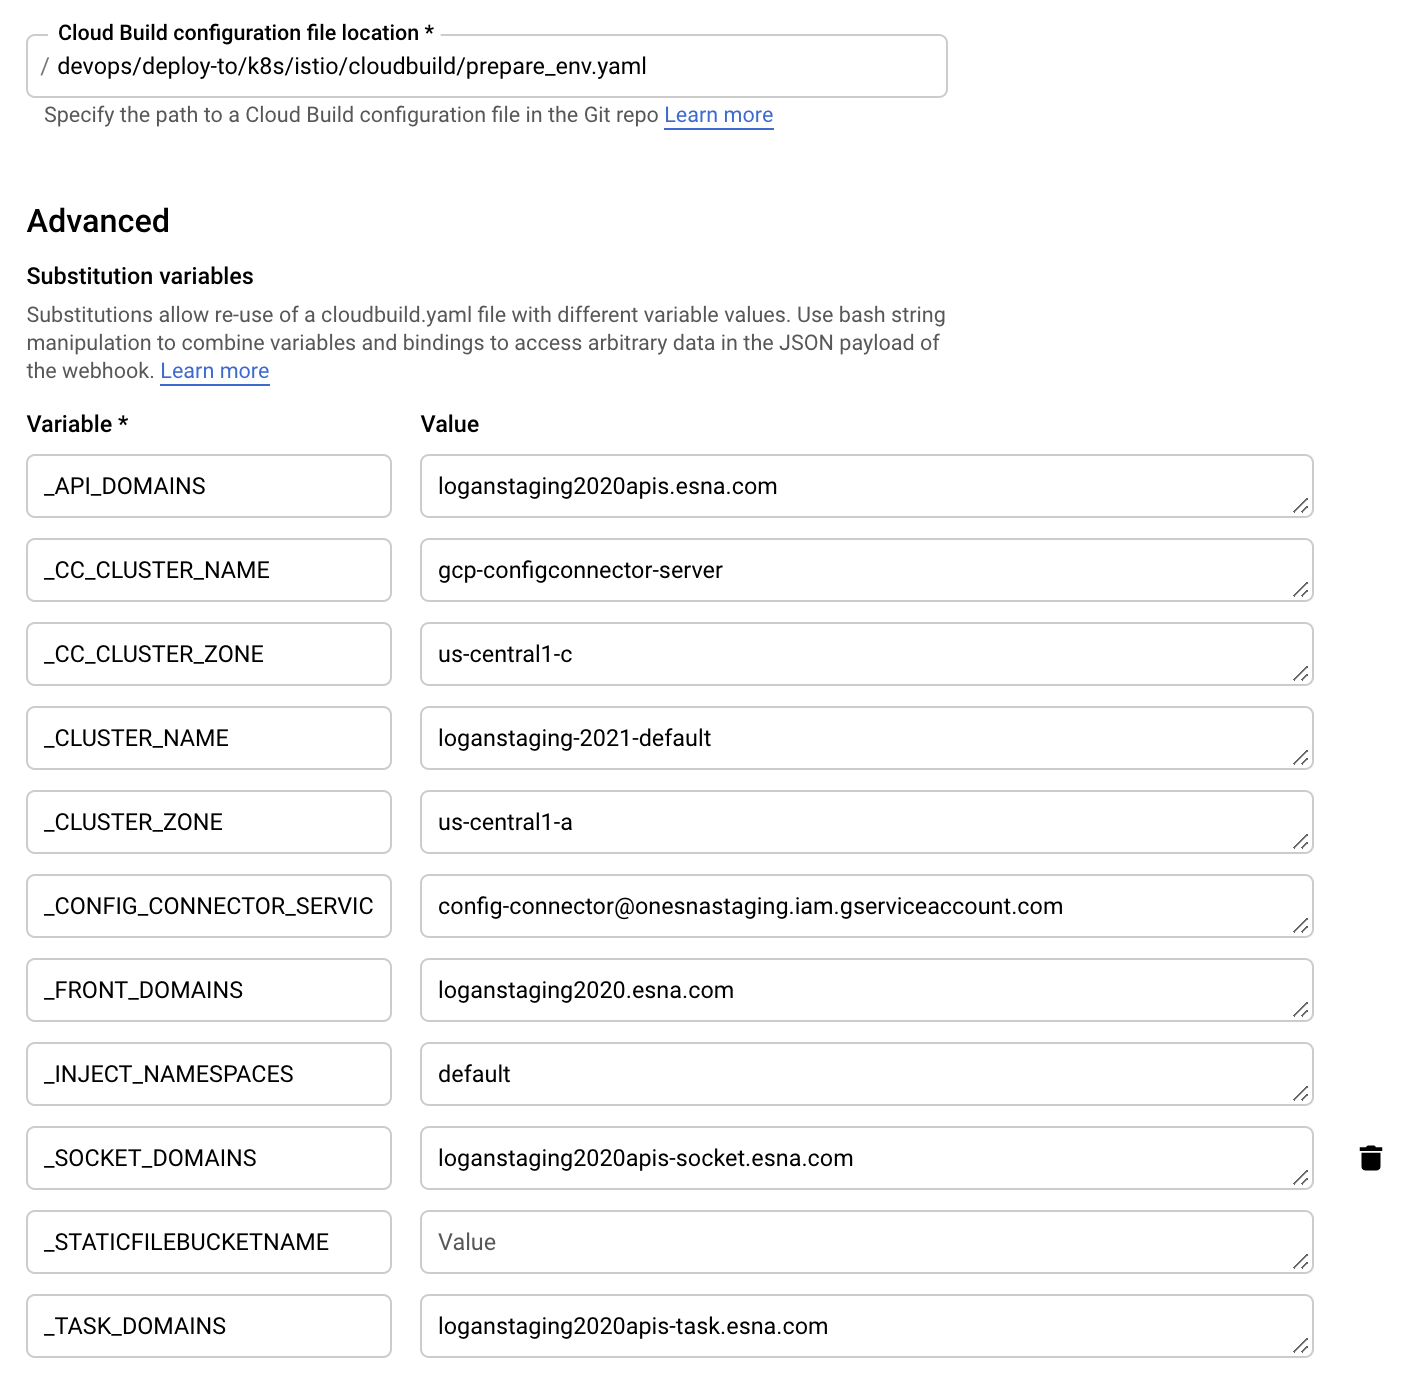 Cloud Build configuration file location *
/ devops/deploy-to/k8s/istio/cloudbuild/prepare_env.yaml
Specify the path to a Cloud Build configuration file in the Git repo Learn more
Advanced
Substitution variables
Substitutions allow re-use of a cloudbuild.yaml file with different variable values. Use bash string
manipulation to combine variables and bindings to access arbitrary data in the JSON payload of
the webhook. Learn more
Variable * Value
_API_DOMAINS loganstaging2020apis.esna.com
_CC_CLUSTER_NAME gcp-configconnector-server
_CC_CLUSTER_ZONE us-central1-c
_CLUSTER_NAME loganstaging-2021-default
_CLUSTER_ZONE us-central1-a
_CONFIG_CONNECTOR_SERVIC config-connector@onesnastaging.iam.gserviceaccount.com
_FRONT_DOMAINS loganstaging2020.esna.com
_INJECT_NAMESPACES default
_SOCKET_DOMAINS loganstaging2020apis-socket.esna.com
_STATICFILEBUCKETNAME Value
_TASK_DOMAINS loganstaging2020apis-task.esna.com